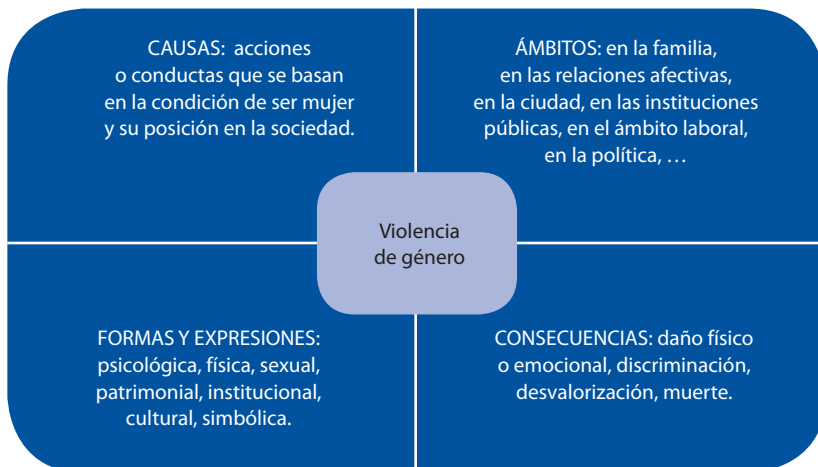 CAUSAS: acciones
o conductas que se basan
en la condición de ser mujer
y su posición en la sociedad.
ÁMBITOS: en la familia,
en las relaciones afectivas,
en la ciudad, en las instituciones
públicas, en el ámbito laboral,
en la política, …
Violencia
de género
FORMAS Y EXPRESIONES:
psicológica, física, sexual,
patrimonial, institucional,
cultural, simbólica.
CONSECUENCIAS: daño físico
o emocional, discriminación,
desvalorización, muerte.